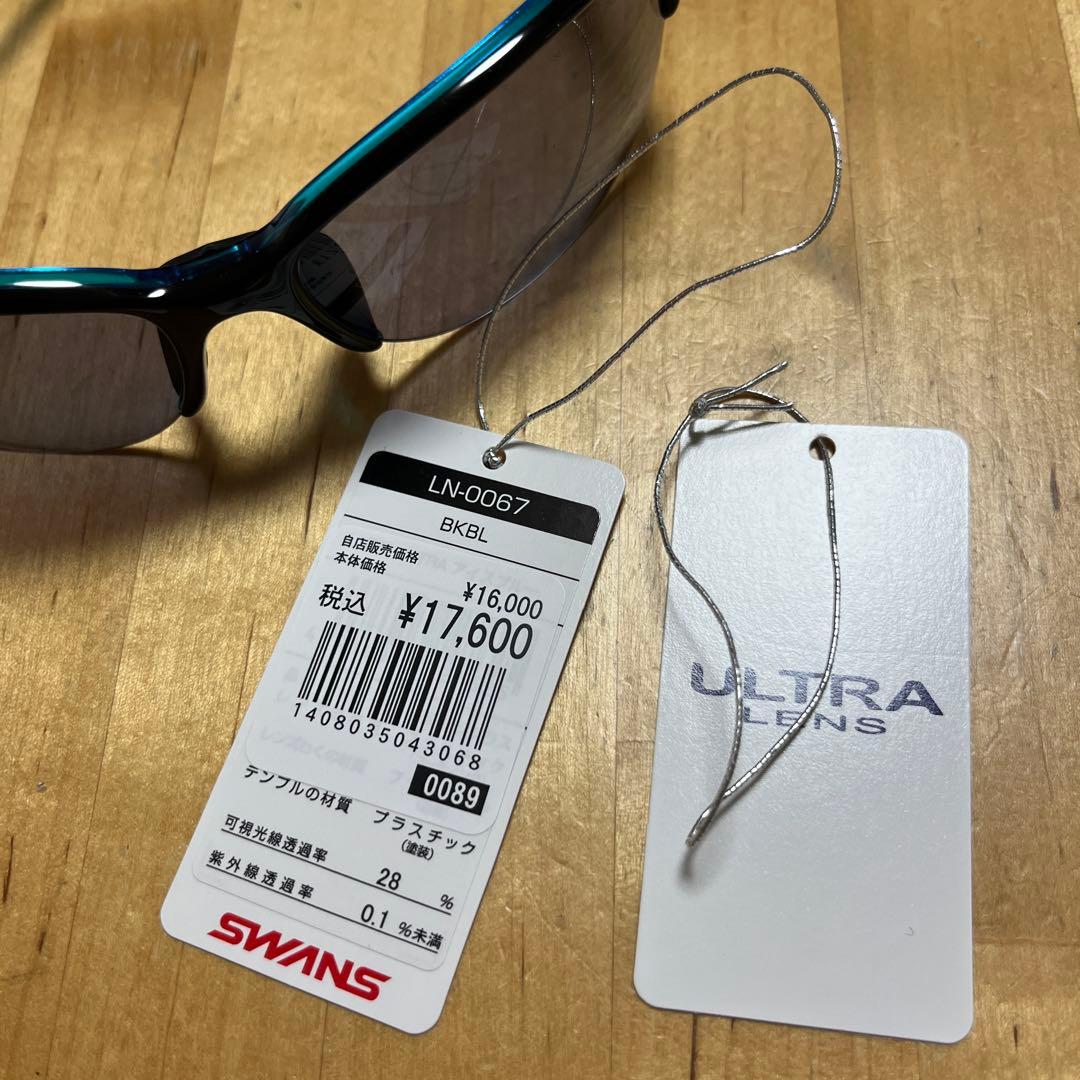 LN-0067
BKBL
自店販売価格
本体価格
¥16,000
税込 ¥17,600
1408035043068
0089
テンプルの材質 プラスチック
(塗装)
可視光線透過率 28 %
紫外線透過率 0.1 %未満
SWANS
ULTRA
LENS